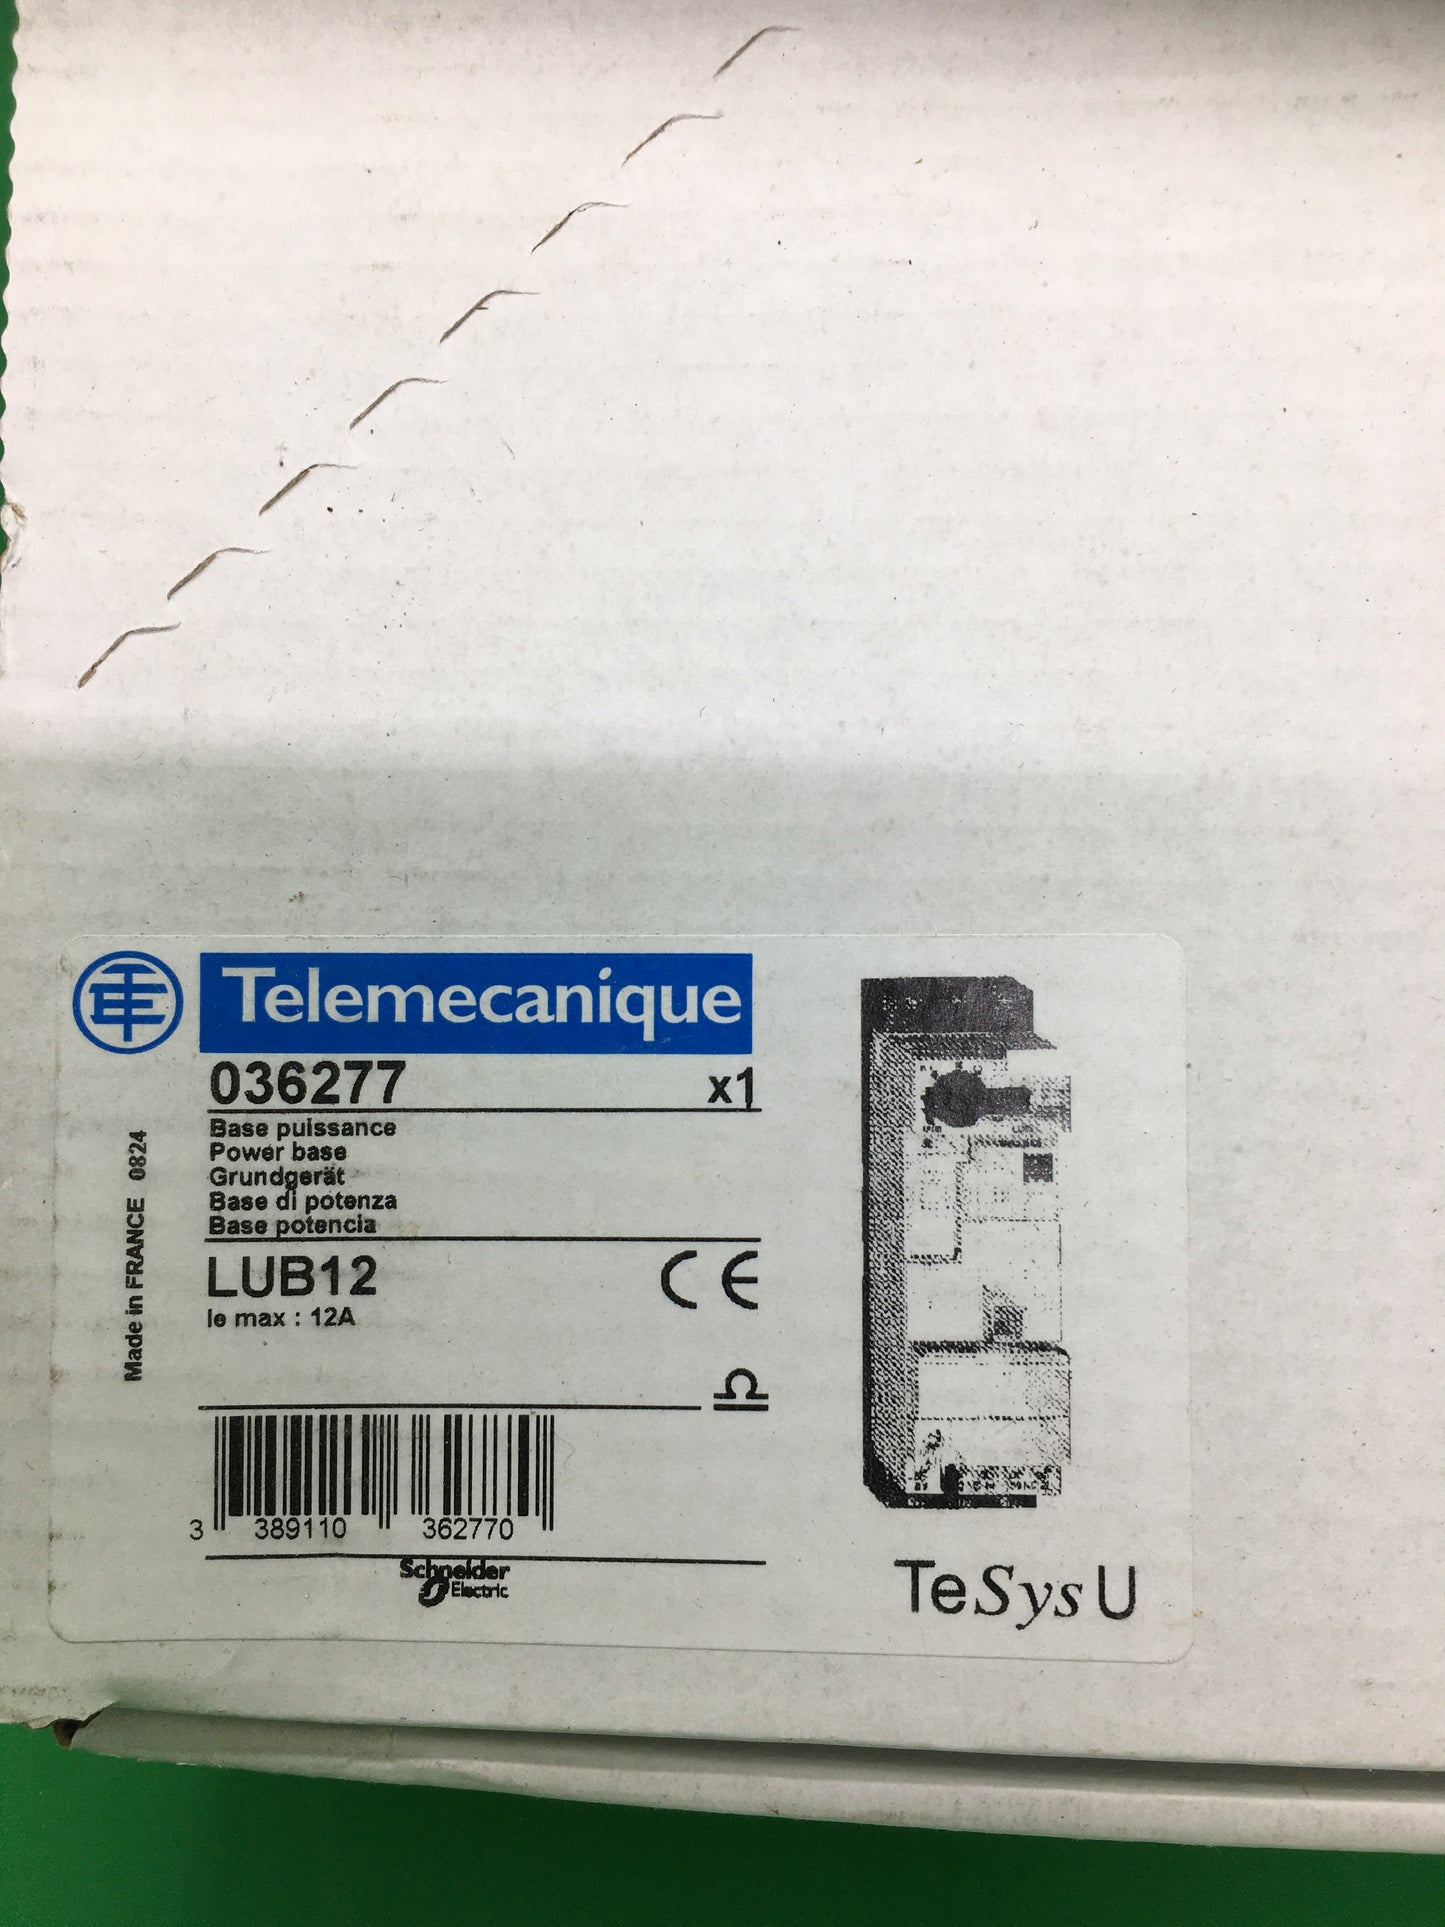 Telemecanique
036277 x1
Base puissance
Power base
Grundgerät
Base di potenza
Base potencia
LUB12 CE
Ie max : 12A
Made in FRANCE 0824
3 389110 362770
Schneider
Electric
TeSys U